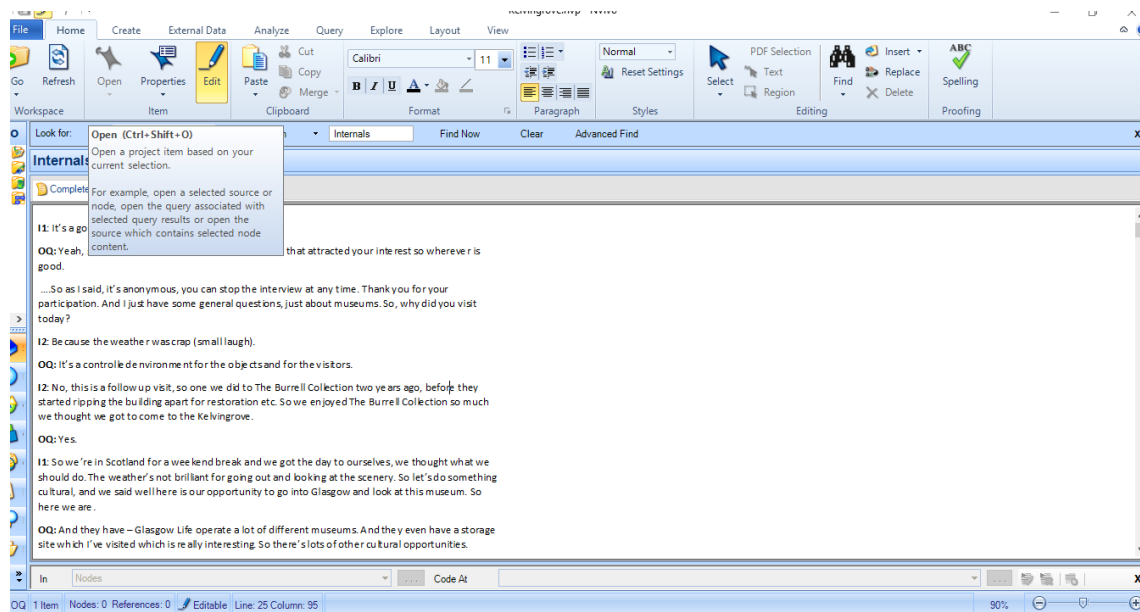 Kelvingrove.nvp - NVivo
File Home Create External Data Analyze Query Explore Layout View
Go Refresh Open Properties Edit Paste Cut Copy Merge Calibri 11 Normal Reset Settings Select PDF Selection Text Region Find Insert Replace Delete ABC Spelling
Workspace Item Clipboard Format Paragraph Styles Editing Proofing
Look for: Internals Find Now Clear Advanced Find x
Open (Ctrl+Shift+O)
Open a project item based on your
current selection.
For example, open a selected source or
node, open the query associated with
selected query results or open the
source which contains selected node
content.
Internals
Complete
I1: It's a go
OQ: Yeah, that attracted your interest so wherever is
good.
....So as I said, it's anonymous, you can stop the interview at any time. Thank you for your
participation. And I just have some general questions, just about museums. So, why did you visit
today?
I2: Because the weather was crap (small laugh).
OQ: It's a controlled environment for the objects and for the visitors.
I2: No, this is a follow up visit, so one we did to The Burrell Collection two years ago, before they
started ripping the building apart for restoration etc. So we enjoyed The Burrell Collection so much
we thought we got to come to the Kelvingrove.
OQ: Yes.
I1: So we're in Scotland for a weekend break and we got the day to ourselves, we thought what we
should do. The weather's not brilliant for going out and looking at the scenery. So let's do something
cultural, and we said well here is our opportunity to go into Glasgow and look at this museum. So
here we are.
OQ: And they have – Glasgow Life operate a lot of different museums. And they even have a storage
site which I've visited which is really interesting. So there's lots of other cultural opportunities.
In Nodes ... Code At ... x
OQ 1 Item Nodes: 0 References: 0 Editable Line: 25 Column: 95 90%